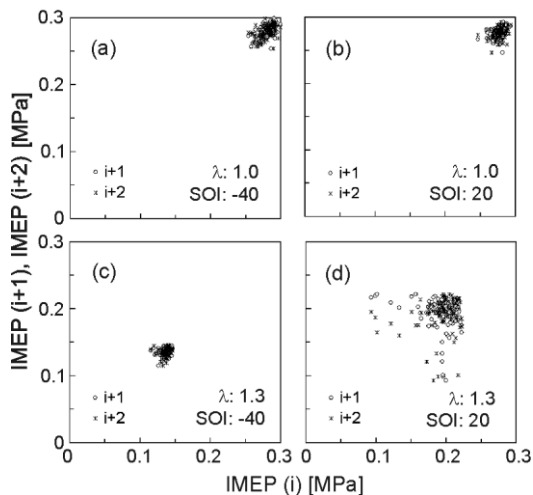 IMEP (i+1), IMEP (i+2) [MPa]
0.3
0.2
0.1
0
(a)
○ i+1
× i+2
λ: 1.0
SOI: -40
(b)
○ i+1
× i+2
λ: 1.0
SOI: 20
0.3
0.2
0.1
0
(c)
○ i+1
× i+2
λ: 1.3
SOI: -40
(d)
○ i+1
× i+2
λ: 1.3
SOI: 20
0 0.1 0.2 0.3 0 0.1 0.2 0.3
IMEP (i) [MPa]